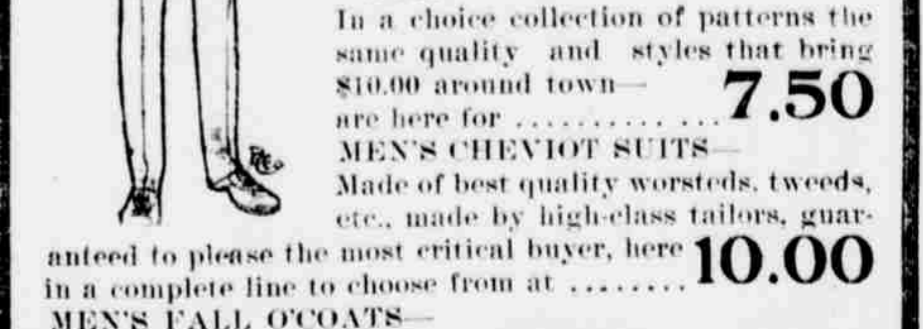 In a choice collection of patterns the
same quality and styles that bring
$10.00 around town—
are here for .......... ... 7.50
MEN'S CHEVIOT SUITS—
Made of best quality worsteds, tweeds,
etc., made by high-class tailors, guar-
anteed to please the most critical buyer, here
in a complete line to choose from at ........ 10.00
MEN'S FALL O'COATS—